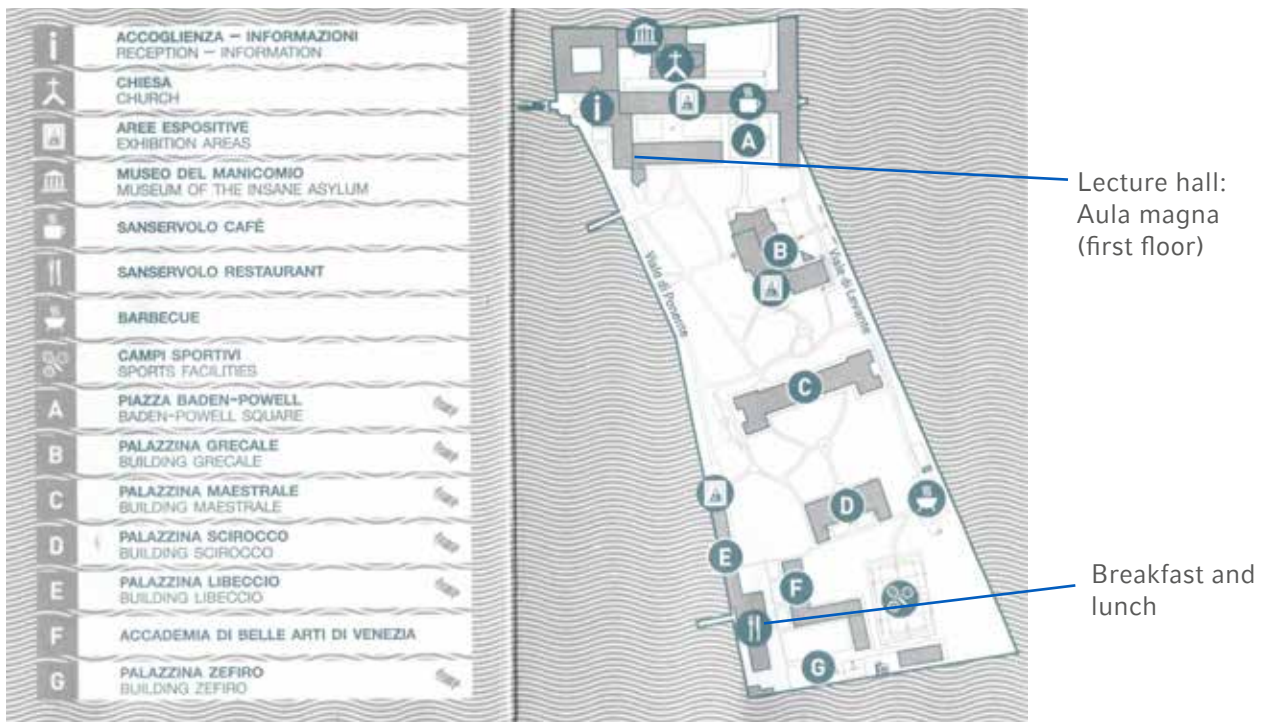 ACCOGLIENZA – INFORMAZIONI
RECEPTION – INFORMATION
CHIESA
CHURCH
AREE ESPOSITIVE
EXHIBITION AREAS
MUSEO DEL MANICOMIO
MUSEUM OF THE INSANE ASYLUM
SANSERVOLO CAFÉ
SANSERVOLO RESTAURANT
BARBECUE
CAMPI SPORTIVI
SPORTS FACILITIES
A PIAZZA BADEN-POWELL
BADEN-POWELL SQUARE
B PALAZZINA GRECALE
BUILDING GRECALE
C PALAZZINA MAESTRALE
BUILDING MAESTRALE
D PALAZZINA SCIROCCO
BUILDING SCIROCCO
E PALAZZINA LIBECCIO
BUILDING LIBECCIO
F ACCADEMIA DI BELLE ARTI DI VENEZIA
G PALAZZINA ZEFIRO
BUILDING ZEFIRO
i
i
A
B
Viale di Ponente
Viale di Levante
C
D
E
F
G
Lecture hall:
Aula magna
(first floor)
Breakfast and
lunch